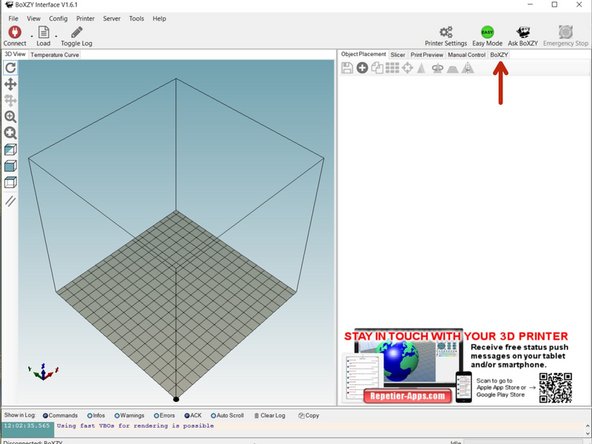 BoXZY Interface V1.6.1
File View Config Printer Server Tools Help
Connect Load Toggle Log Printer Settings EASY Easy Mode Ask BoXZY Emergency Stop
3D View Temperature Curve Object Placement Slicer Print Preview Manual Control BoXZY
STAY IN TOUCH WITH YOUR 3D PRINTER
Receive free status push
messages on your tablet
and/or smartphone.
Scan to go to
Apple App Store or
Google Play Store
Repetier-Apps.com
Show in Log: Commands Infos Warnings Errors ACK Auto Scroll Clear Log Copy
12:02:35.565 Using fast VBOs for rendering is possible
Disconnected: BoXZY Idle